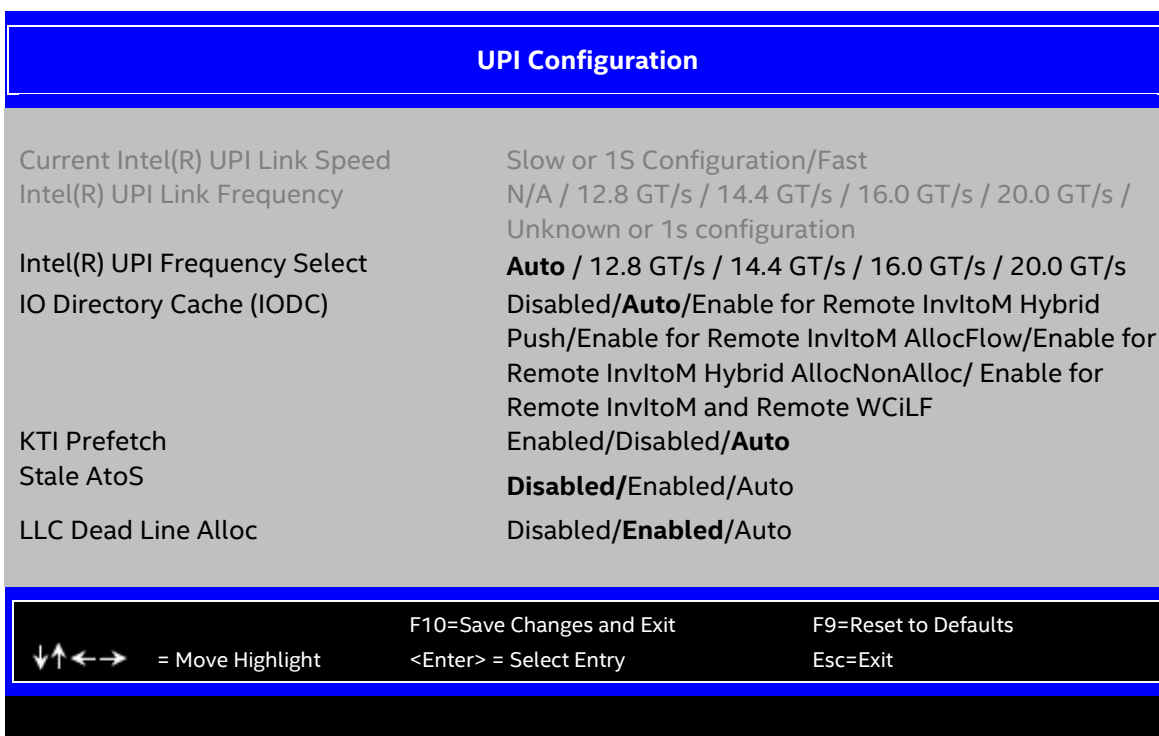 UPI Configuration
Current Intel(R) UPI Link Speed Slow or 1S Configuration/Fast
Intel(R) UPI Link Frequency N/A / 12.8 GT/s / 14.4 GT/s / 16.0 GT/s / 20.0 GT/s /
Unknown or 1s configuration
Intel(R) UPI Frequency Select Auto / 12.8 GT/s / 14.4 GT/s / 16.0 GT/s / 20.0 GT/s
IO Directory Cache (IODC) Disabled/Auto/Enable for Remote InvItoM Hybrid
Push/Enable for Remote InvItoM AllocFlow/Enable for
Remote InvItoM Hybrid AllocNonAlloc/ Enable for
Remote InvItoM and Remote WCiLF
KTI Prefetch Enabled/Disabled/Auto
Stale AtoS Disabled/Enabled/Auto
LLC Dead Line Alloc Disabled/Enabled/Auto
F10=Save Changes and Exit F9=Reset to Defaults
↓↑←→ = Move Highlight <Enter> = Select Entry Esc=Exit